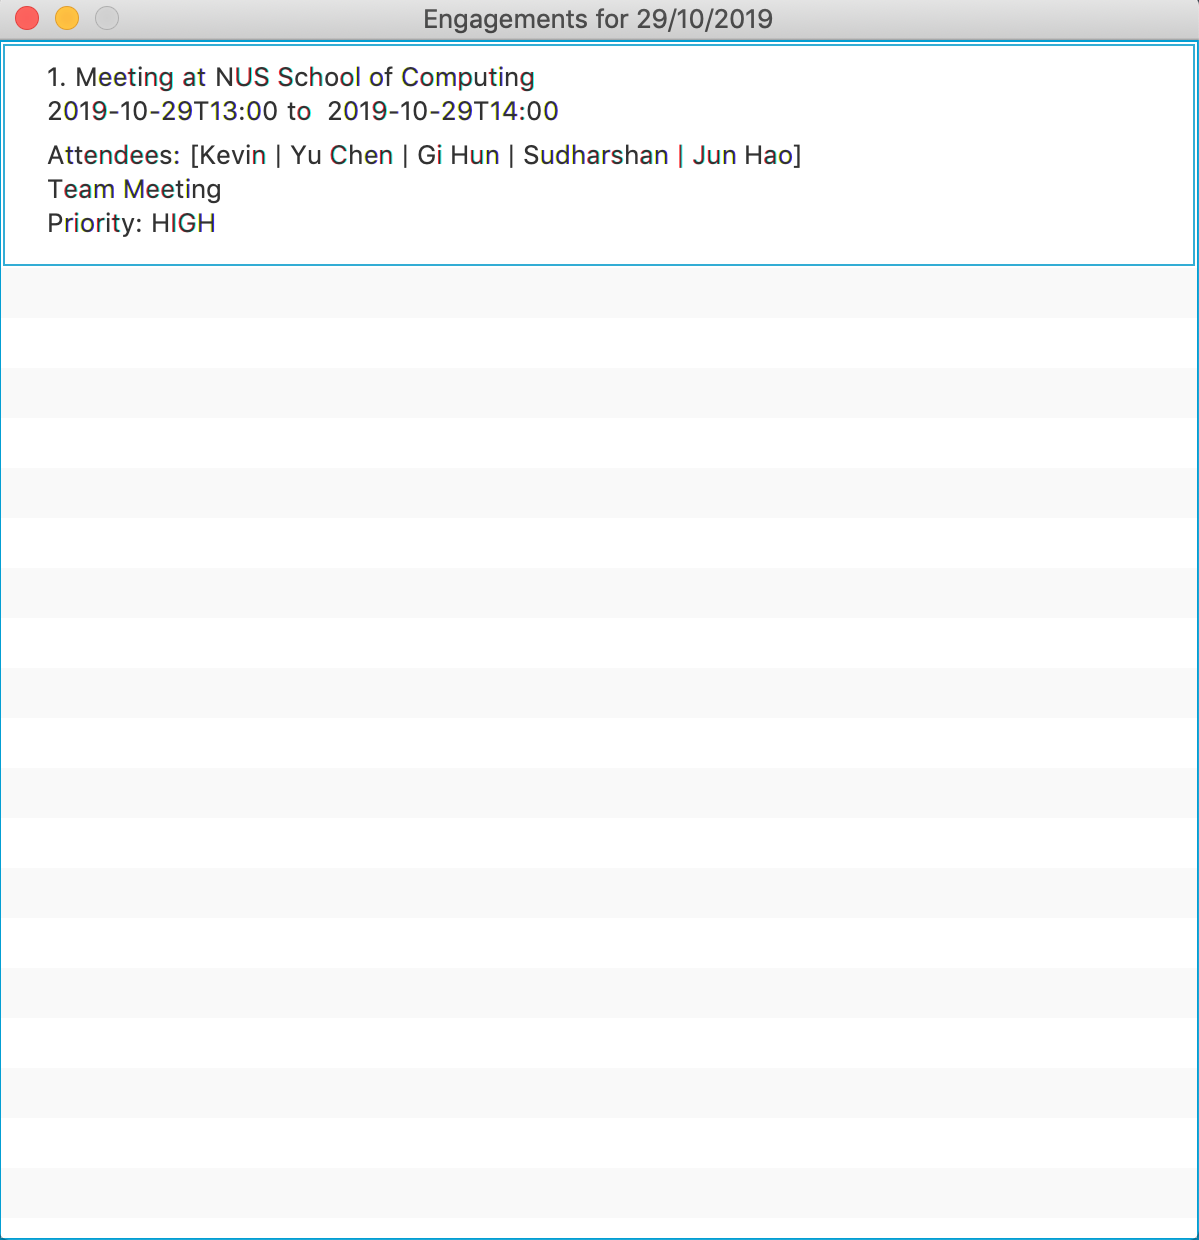 Engagements for 29/10/2019
1. Meeting at NUS School of Computing
2019-10-29T13:00 to  2019-10-29T14:00
Attendees: [Kevin | Yu Chen | Gi Hun | Sudharshan | Jun Hao]
Team Meeting
Priority: HIGH